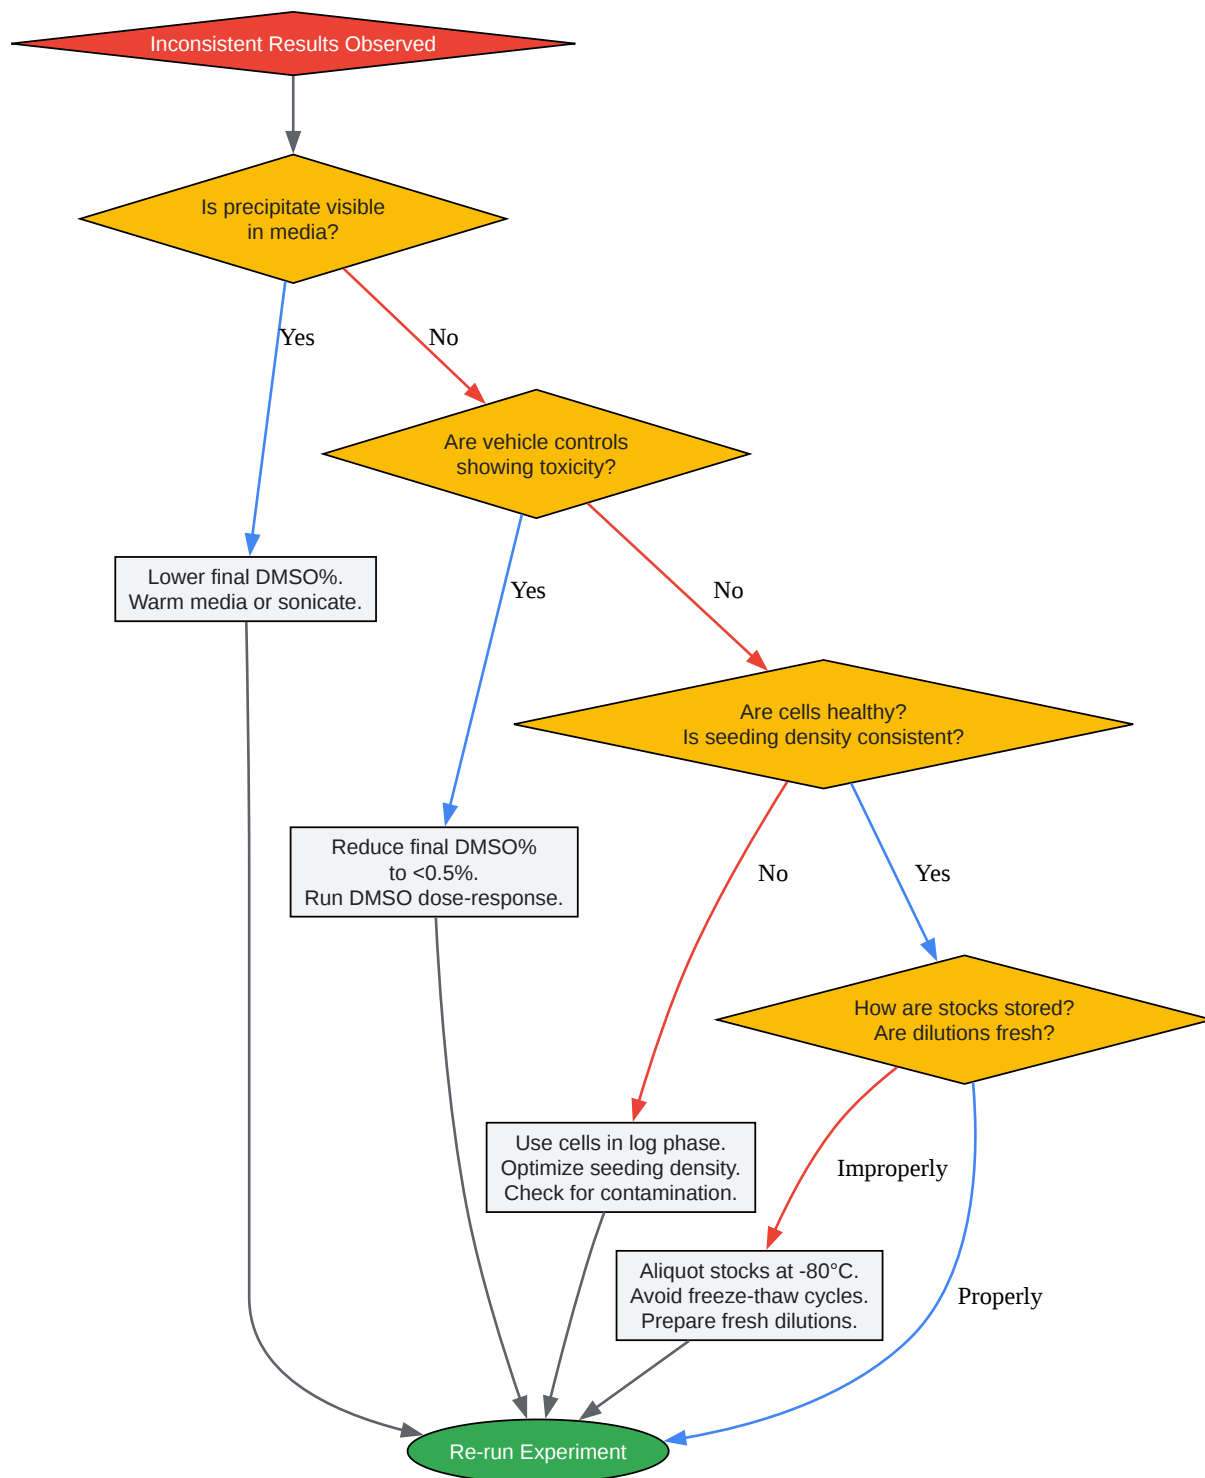 Inconsistent Results Observed
Is precipitate visible
in media?
Yes
No
Are vehicle controls
showing toxicity?
Lower final DMSO%.
Warm media or sonicate.
Yes
No
Are cells healthy?
Is seeding density consistent?
Reduce final DMSO%
to <0.5%.
Run DMSO dose-response.
No
Yes
How are stocks stored?
Are dilutions fresh?
Use cells in log phase.
Optimize seeding density.
Check for contamination.
Improperly
Aliquot stocks at -80°C.
Avoid freeze-thaw cycles.
Prepare fresh dilutions.
Properly
Re-run Experiment